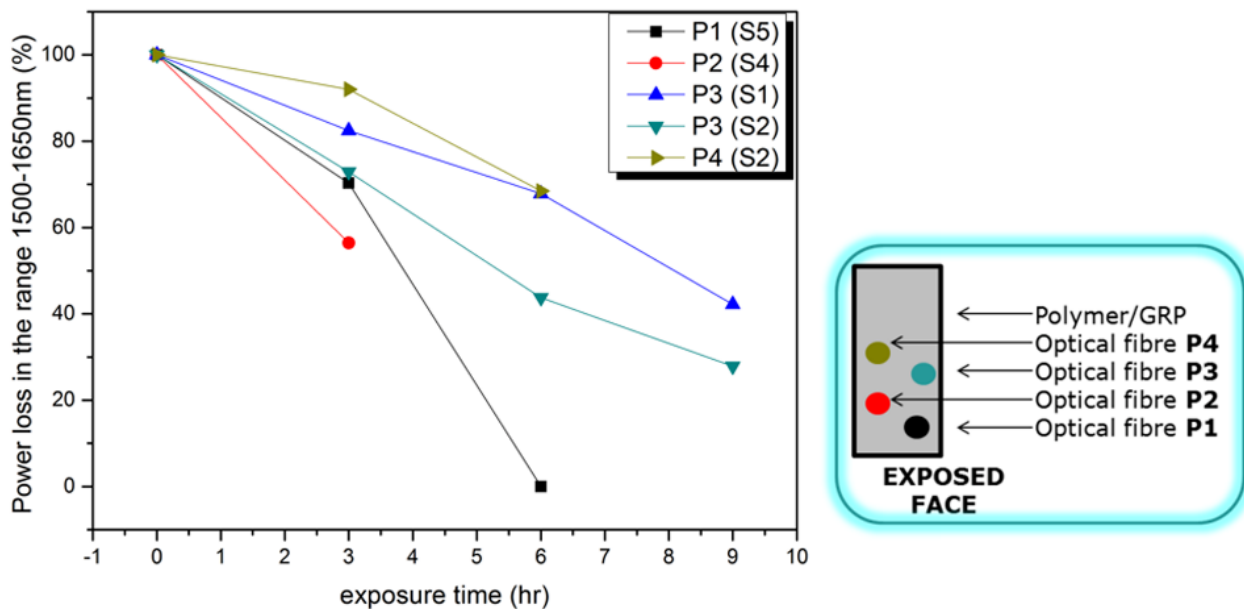 Power loss in the range 1500-1650nm (%)
100
80
60
40
20
0
-1 0 1 2 3 4 5 6 7 8 9 10
exposure time (hr)
P1 (S5)
P2 (S4)
P3 (S1)
P3 (S2)
P4 (S2)
Polymer/GRP
Optical fibre P4
Optical fibre P3
Optical fibre P2
Optical fibre P1
EXPOSED
FACE